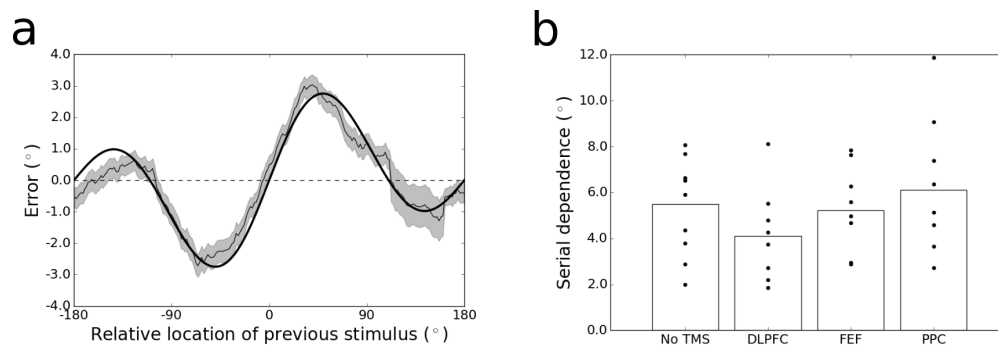 a
4.0
3.0
2.0
1.0
0.0
-1.0
-2.0
-3.0
-4.0
-180
-90
0
90
180
Error (°)
Relative location of previous stimulus (°)
b
12.0
10.0
8.0
6.0
4.0
2.0
0.0
Serial dependence (°)
No TMS
DLPFC
FEF
PPC